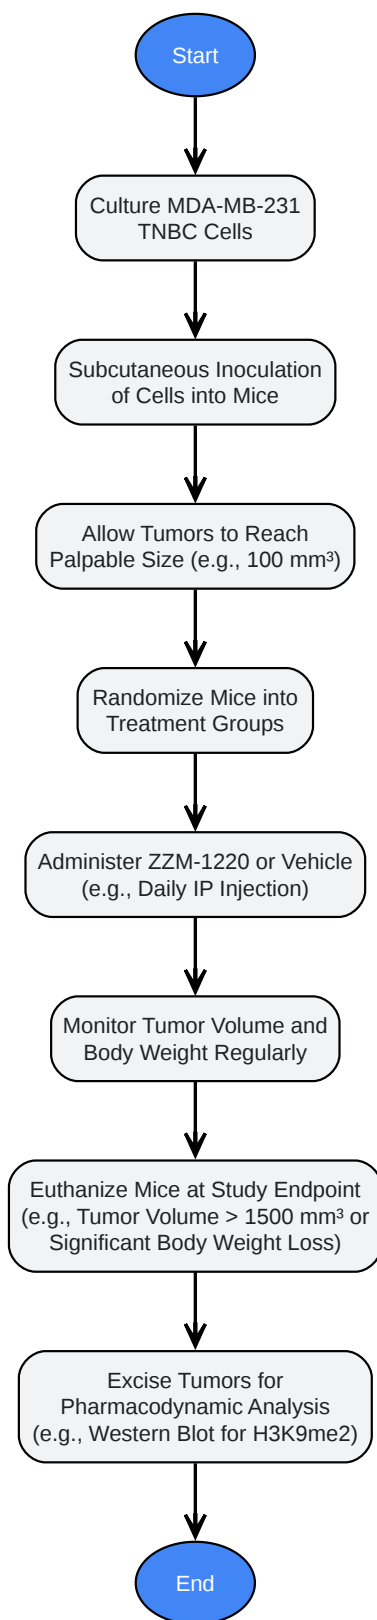 Start
Culture MDA-MB-231
TNBC Cells
Subcutaneous Inoculation
of Cells into Mice
Allow Tumors to Reach
Palpable Size (e.g., 100 mm³)
Randomize Mice into
Treatment Groups
Administer ZZM-1220 or Vehicle
(e.g., Daily IP Injection)
Monitor Tumor Volume and
Body Weight Regularly
Euthanize Mice at Study Endpoint
(e.g., Tumor Volume > 1500 mm³ or
Significant Body Weight Loss)
Excise Tumors for
Pharmacodynamic Analysis
(e.g., Western Blot for H3K9me2)
End